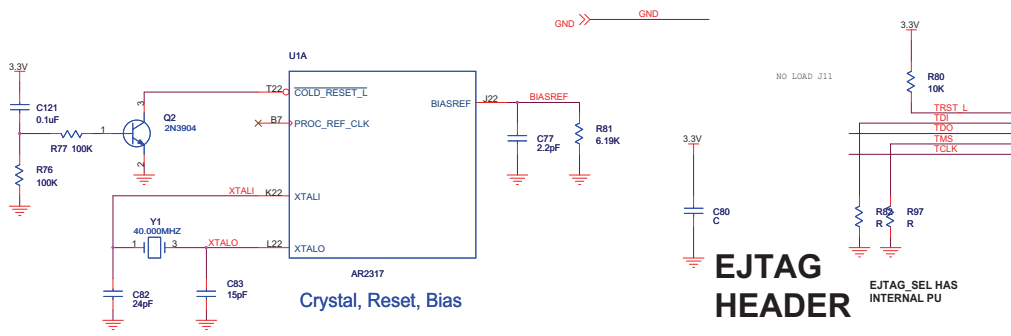 GND
GND
U1A
3.3V
C121
0.1uF
R77 100K
1
R76
100K
3
Q2
2N3904
2
T22
COLD_RESET_L
B7
PROC_REF_CLK
BIASREF
J22
BIASREF
C77
2.2pF
R81
6.19K
XTALI
K22
XTALI
Y1
40.000MHZ
1
3
XTALO
L22
XTALO
AR2317
C82
24pF
C83
15pF
Crystal, Reset, Bias
3.3V
C80
C
NO LOAD J11
3.3V
R80
10K
TRST_L
TDI
TDO
TMS
TCLK
R82
R
R97
R
EJTAG
HEADER
EJTAG_SEL HAS
INTERNAL PU